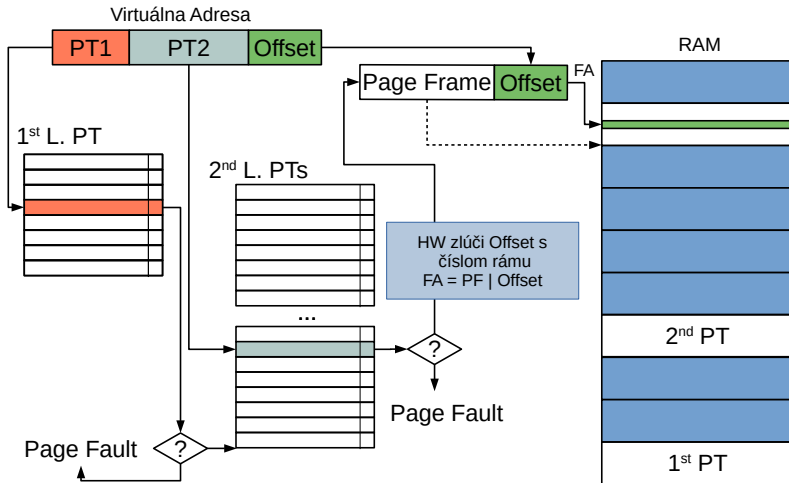 Virtuálna Adresa
PT1 PT2 Offset
RAM
Page Frame Offset FA
1st L. PT
2nd L. PTs
HW zlúči Offset s
číslom rámu
FA = PF | Offset
...
?
2nd PT
Page Fault
?
Page Fault
1st PT